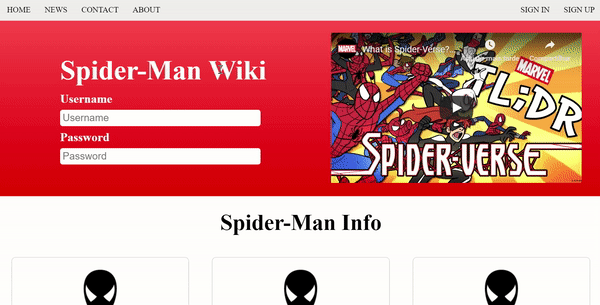 HOME NEWS CONTACT ABOUT SIGN IN SIGN UP
Spider-Man Wiki
Username
Username
Password
Password
MARVEL What is Spider-Verse?...
MARVEL
TL;DR
SPIDER-VERSE
Spider-Man Info